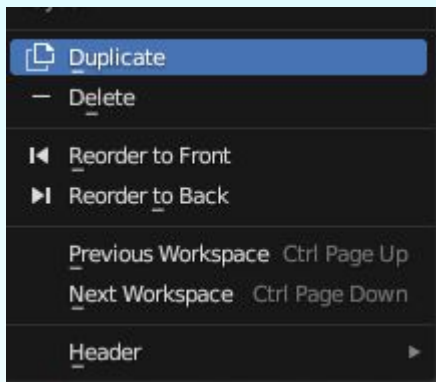 Duplicate
Delete
Reorder to Front
Reorder to Back
Previous Workspace Ctrl Page Up
Next Workspace Ctrl Page Down
Header